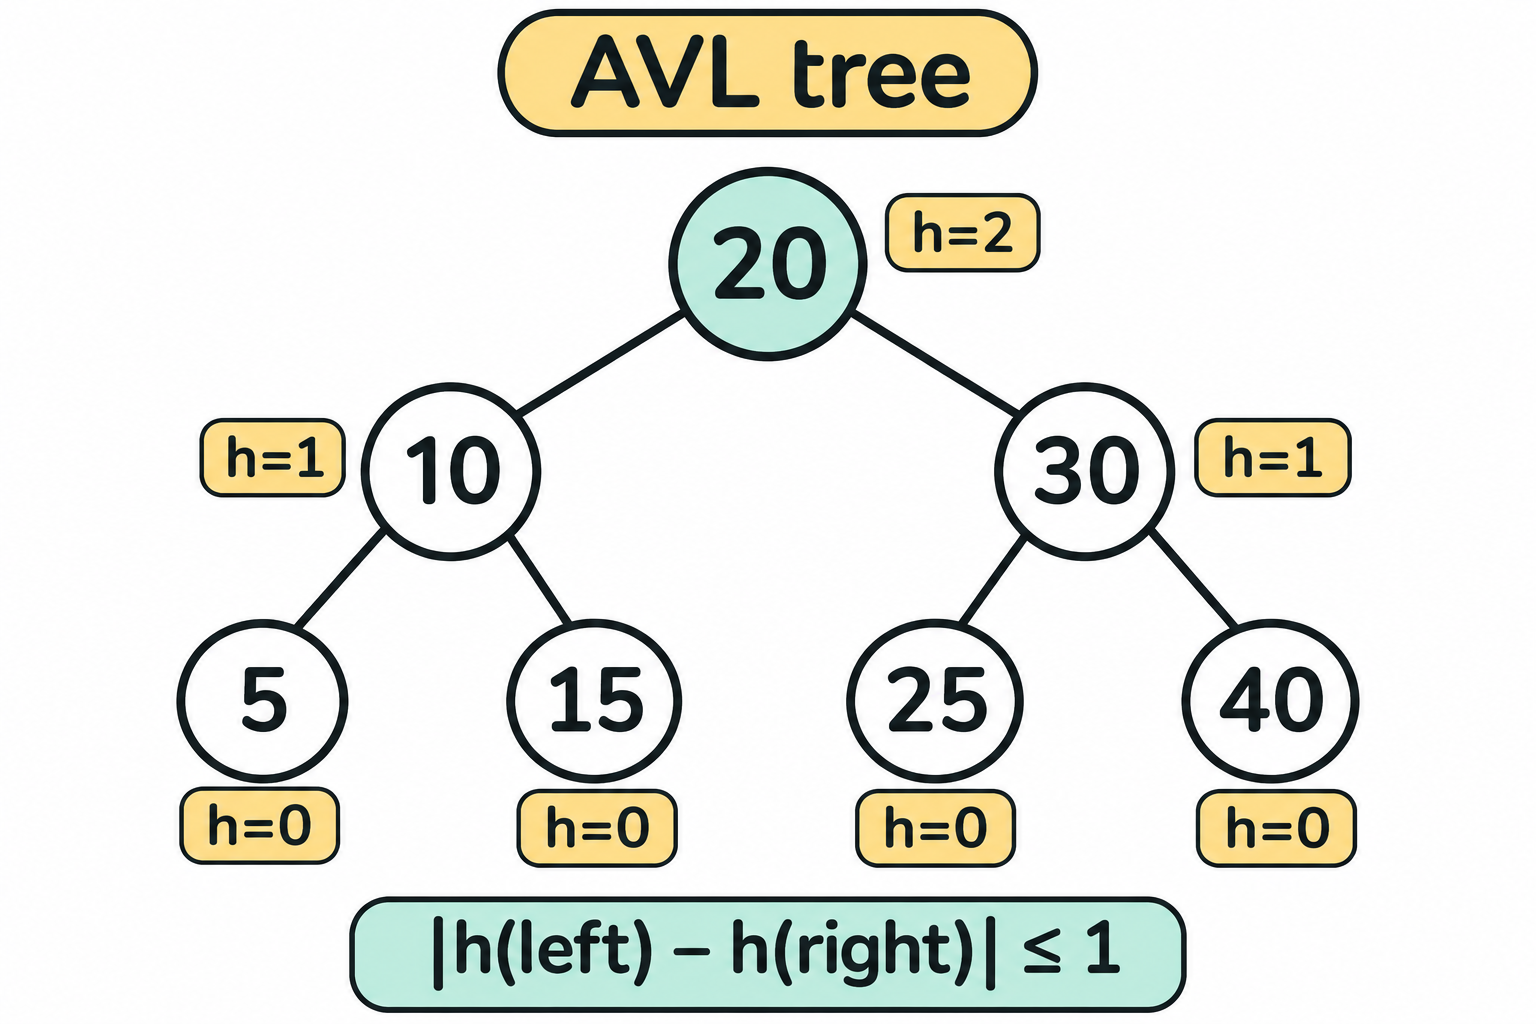 AVL tree
20
h=2
h=1
10
30
h=1
5
15
25
40
h=0
h=0
h=0
h=0
|h(left) – h(right)| ≤ 1